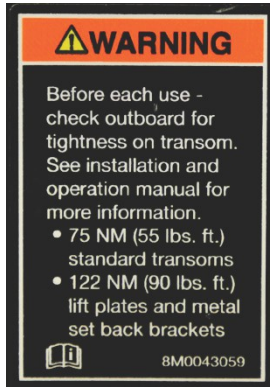 WARNING
Before each use -
check outboard for
tightness on transom.
See installation and
operation manual for
more information.
• 75 NM (55 lbs. ft.)
standard transoms
• 122 NM (90 lbs. ft.)
lift plates and metal
set back brackets
8M0043059